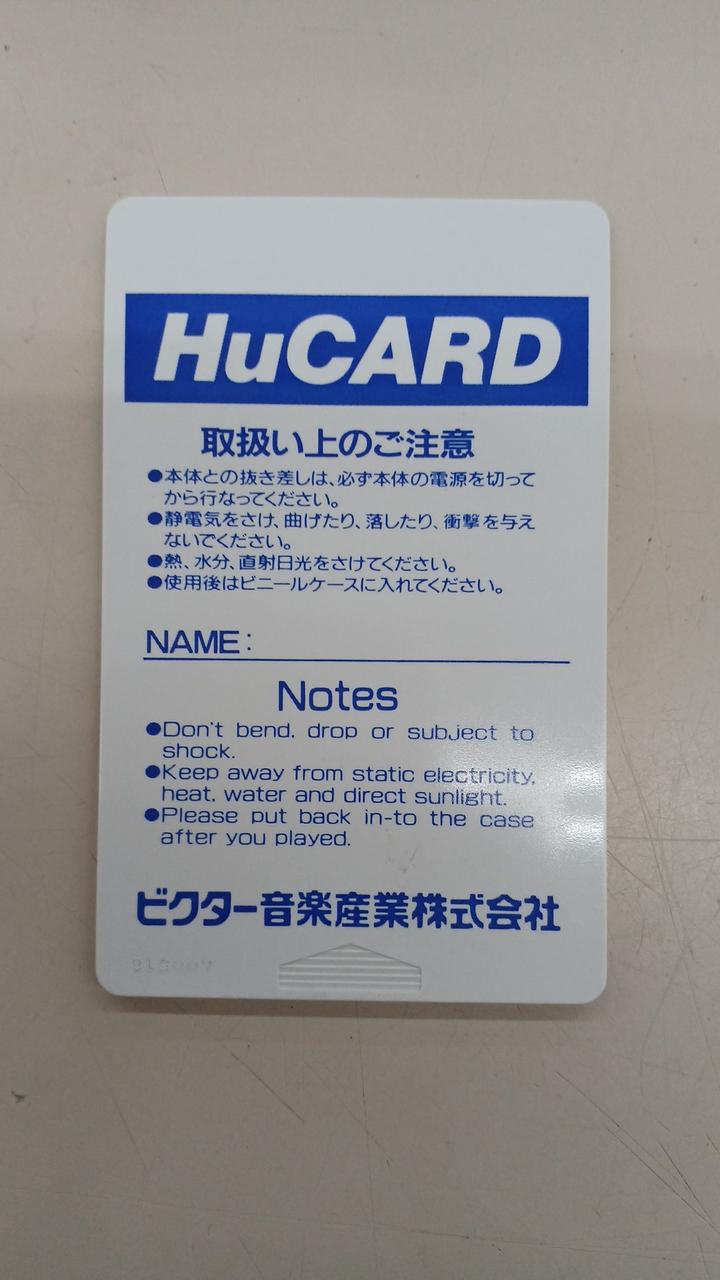 HuCARD
取扱い上のご注意
●本体との抜き差しは、必ず本体の電源を切って
から行なってください。
●静電気をさけ、曲げたり、落したり、衝撃を与え
ないでください。
●熱、水分、直射日光をさけてください。
●使用後はビニールケースに入れてください。
NAME:
Notes
●Don't bend, drop or subject to
shock.
●Keep away from static electricity,
heat, water and direct sunlight.
●Please put back in-to the case
after you played.
ビクター音楽産業株式会社